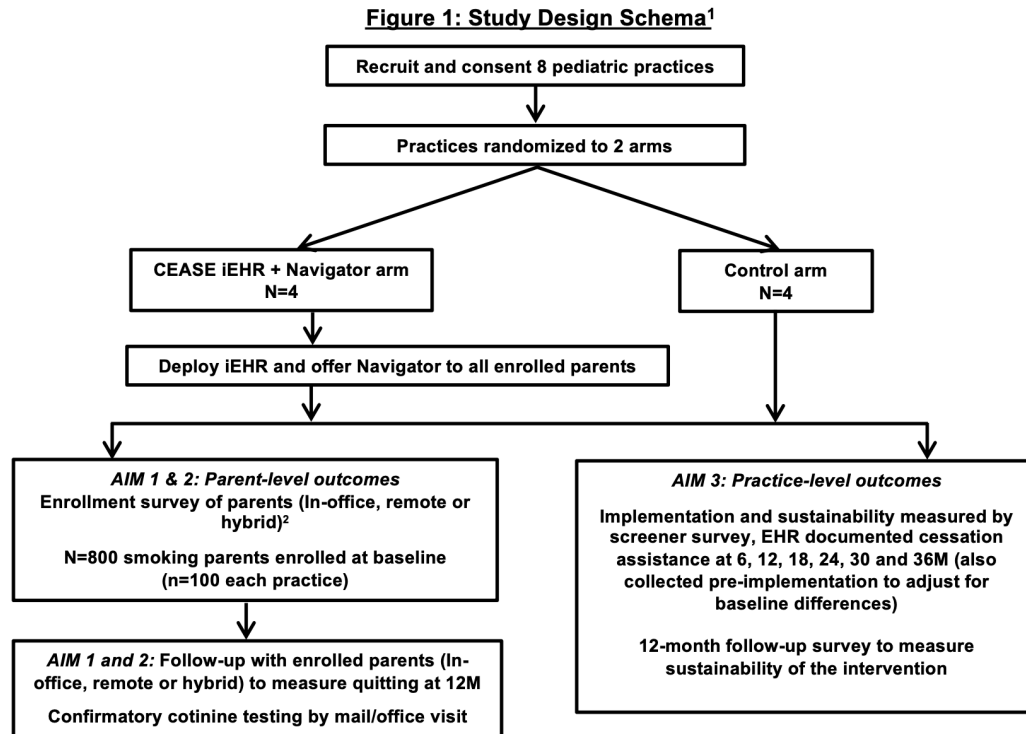 Figure 1: Study Design Schema¹
Recruit and consent 8 pediatric practices
Practices randomized to 2 arms
CEASE iEHR + Navigator arm
N=4
Control arm
N=4
Deploy iEHR and offer Navigator to all enrolled parents
AIM 1 & 2: Parent-level outcomes
Enrollment survey of parents (In-office, remote or
hybrid)²
N=800 smoking parents enrolled at baseline
(n=100 each practice)
AIM 3: Practice-level outcomes
Implementation and sustainability measured by
screener survey, EHR documented cessation
assistance at 6, 12, 18, 24, 30 and 36M (also
collected pre-implementation to adjust for
baseline differences)
12-month follow-up survey to measure
sustainability of the intervention
AIM 1 and 2: Follow-up with enrolled parents (In-
office, remote or hybrid) to measure quitting at 12M
Confirmatory cotinine testing by mail/office visit